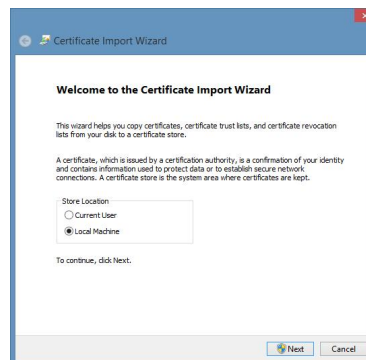 Certificate Import Wizard
Welcome to the Certificate Import Wizard
This wizard helps you copy certificates, certificate trust lists, and certificate revocation
lists from your disk to a certificate store.
A certificate, which is issued by a certification authority, is a confirmation of your identity
and contains information used to protect data or to establish secure network
connections. A certificate store is the system area where certificates are kept.
Store Location
Current User
Local Machine
To continue, click Next.
Next Cancel